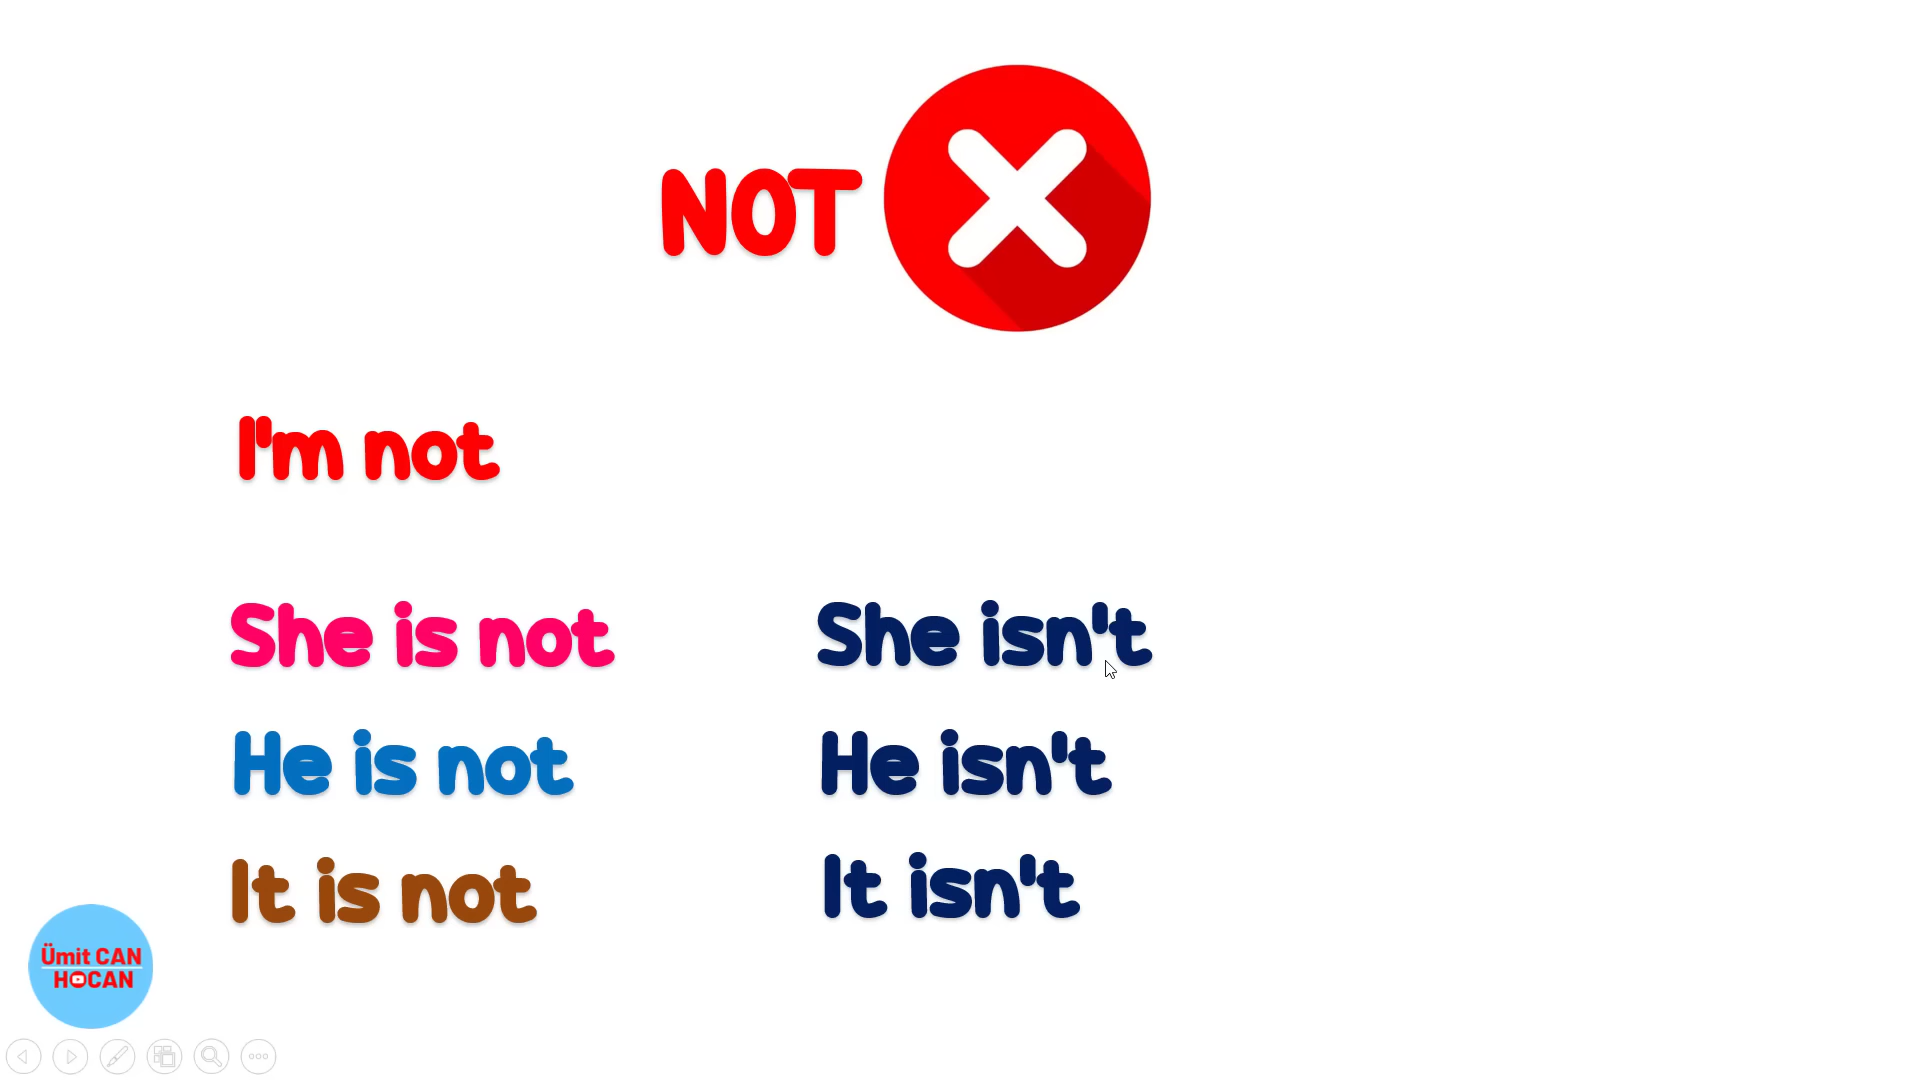 NOT
I'm not
She is not She isn't
He is not He isn't
It is not It isn't
Ümit CAN
HOCAN